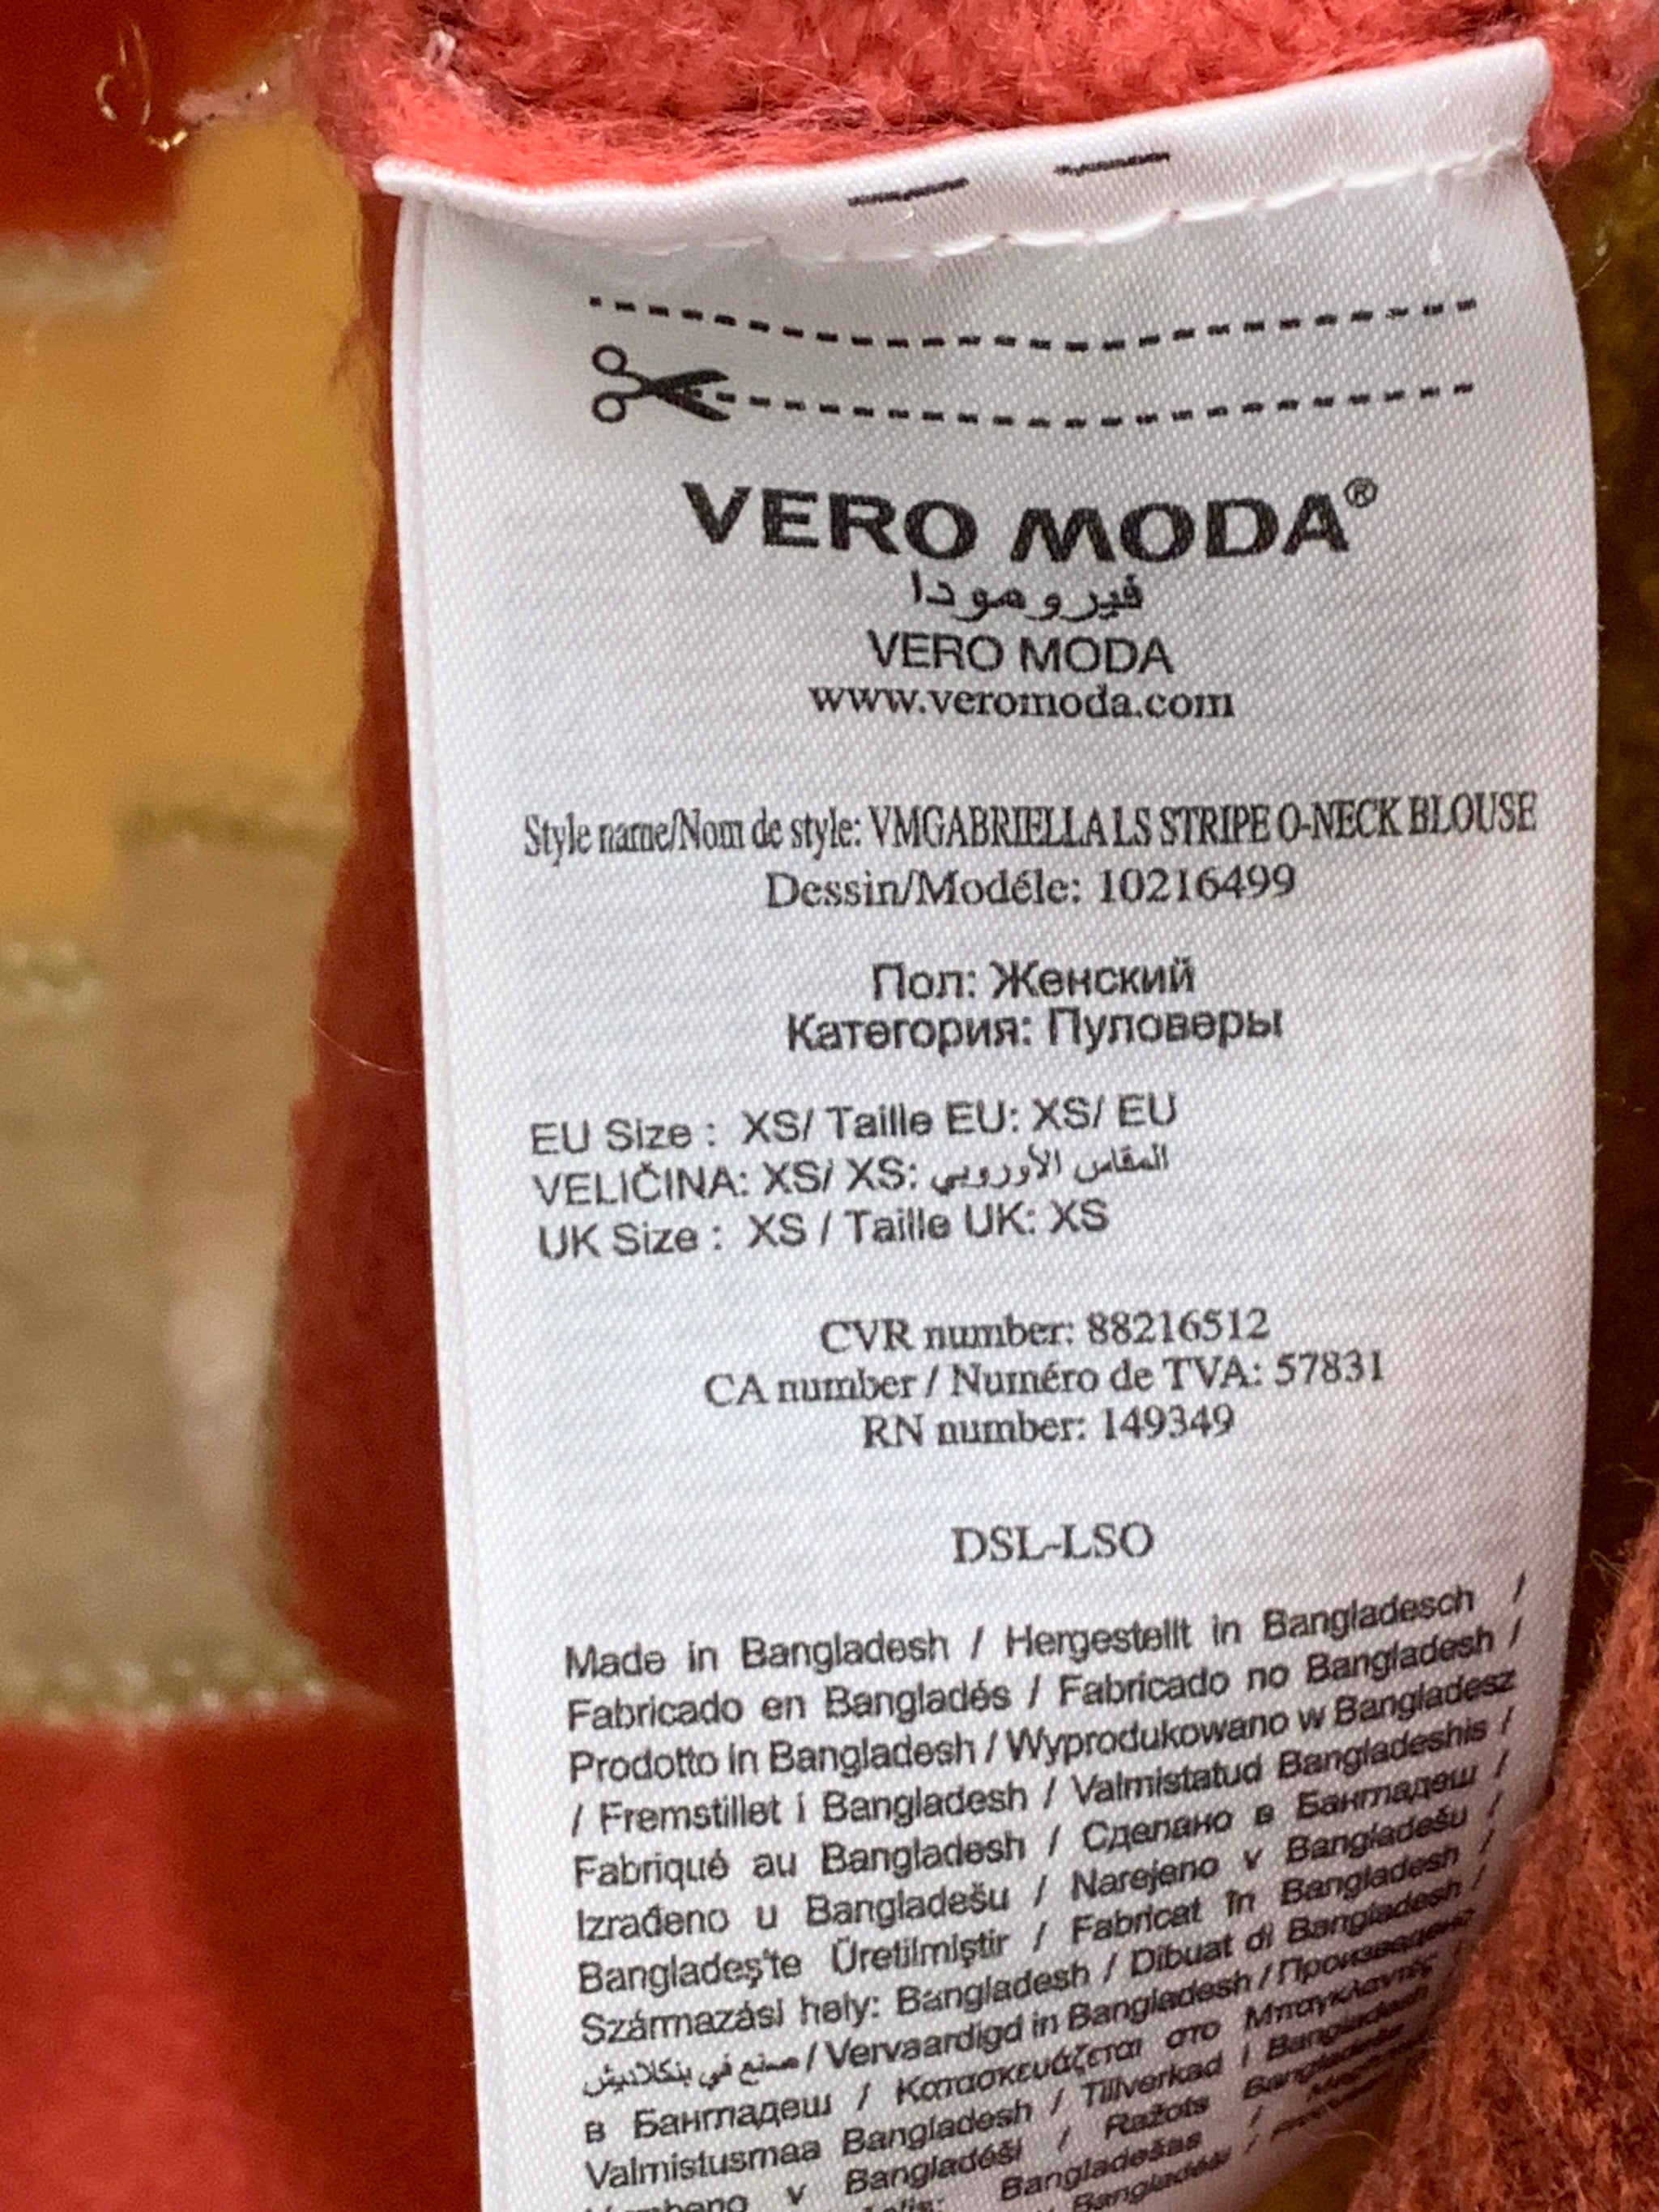 VERO MODA®
فيرو مودا
VERO MODA
www.veromoda.com
Style name/Nom de style: VMGABRIELLA LS STRIPE O-NECK BLOUSE
Dessin/Modéle: 10216499
Пол: Женский
Категория: Пуловеры
EU Size : XS/ Taille EU: XS/ EU
VELIČINA: XS/ XS: المقاس الأوروبي
UK Size : XS / Taille UK: XS
CVR number: 88216512
CA number / Numéro de TVA: 57831
RN number: 149349
DSL-LSO
Made in Bangladesh / Hergestellt in Bangladesch /
Fabricado en Bangladés / Fabricado no Bangladesh /
Prodotto in Bangladesh / Wyprodukowano w Bangladesz
/ Fremstillet i Bangladesh / Valmistatud Bangladeshis /
Fabriqué au Bangladesh / Сделано в Бангладеш /
Izrađeno u Bangladešu / Narejeno v Bangladešu /
Bangladeş'te Üretilmiştir / Fabricat în Bangladesh /
Származási hely: Bangladesh / Dibuat di Bangladesh /
صنع في بنكلاديش / Vervaardigd in Bangladesh / Произведено
в Бангладеш / Κατασκευάζεται στο Μπαγκλαντές /
Valmistusmaa Bangladesh / Tillverkad i Bangladesh
v Bangladéši / Ražots Bangladeša
Bangladešas /
Bangladéši /